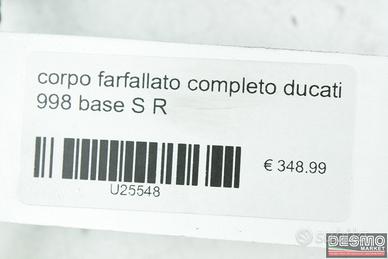 corpo farfallato completo ducati
998 base S R
€ 348.99
U25548
DESMO
MARKET